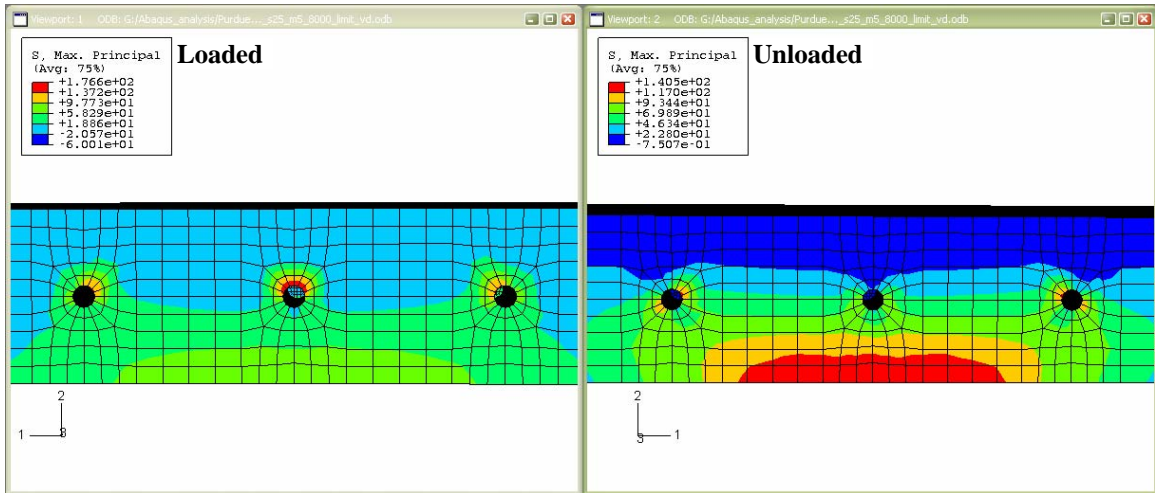 Viewport: 1 ODB: G:/Abaqus_analysis/Purdue..._s25_m5_8000_limit_vd.odb
S, Max. Principal
(Avg: 75%)
+1.766e+02
+1.372e+02
+9.773e+01
+5.829e+01
+1.886e+01
-2.057e+01
-6.001e+01
Loaded
2
1
3
Viewport: 2 ODB: G:/Abaqus_analysis/Purdue..._s25_m5_8000_limit_vd.odb
S, Max. Principal
(Avg: 75%)
+1.405e+02
+1.170e+02
+9.344e+01
+6.989e+01
+4.634e+01
+2.280e+01
-7.507e-01
Unloaded
2
3
1